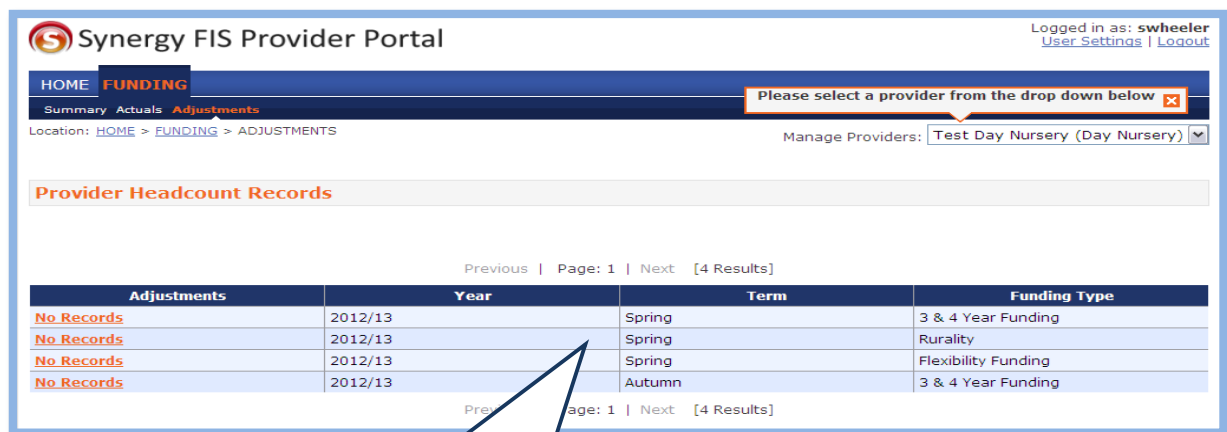 Synergy FIS Provider Portal
Logged in as: swheeler
User Settings | Logout
HOME FUNDING
Summary Actuals Adjustments
Please select a provider from the drop down below
Location: HOME > FUNDING > ADJUSTMENTS
Manage Providers: Test Day Nursery (Day Nursery)
Provider Headcount Records
Previous | Page: 1 | Next [4 Results]
Adjustments Year Term Funding Type
No Records 2012/13 Spring 3 & 4 Year Funding
No Records 2012/13 Spring Rurality
No Records 2012/13 Spring Flexibility Funding
No Records 2012/13 Autumn 3 & 4 Year Funding
1 | Next [4 Results]